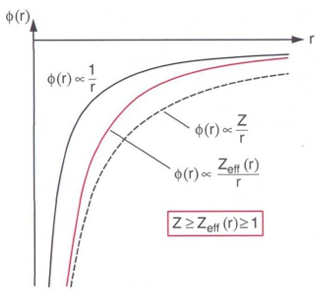 ϕ(r)
r
ϕ(r) ∝ 1/r
ϕ(r) ∝ Z/r
ϕ(r) ∝ Z_eff(r)/r
Z ≥ Z_eff(r) ≥ 1